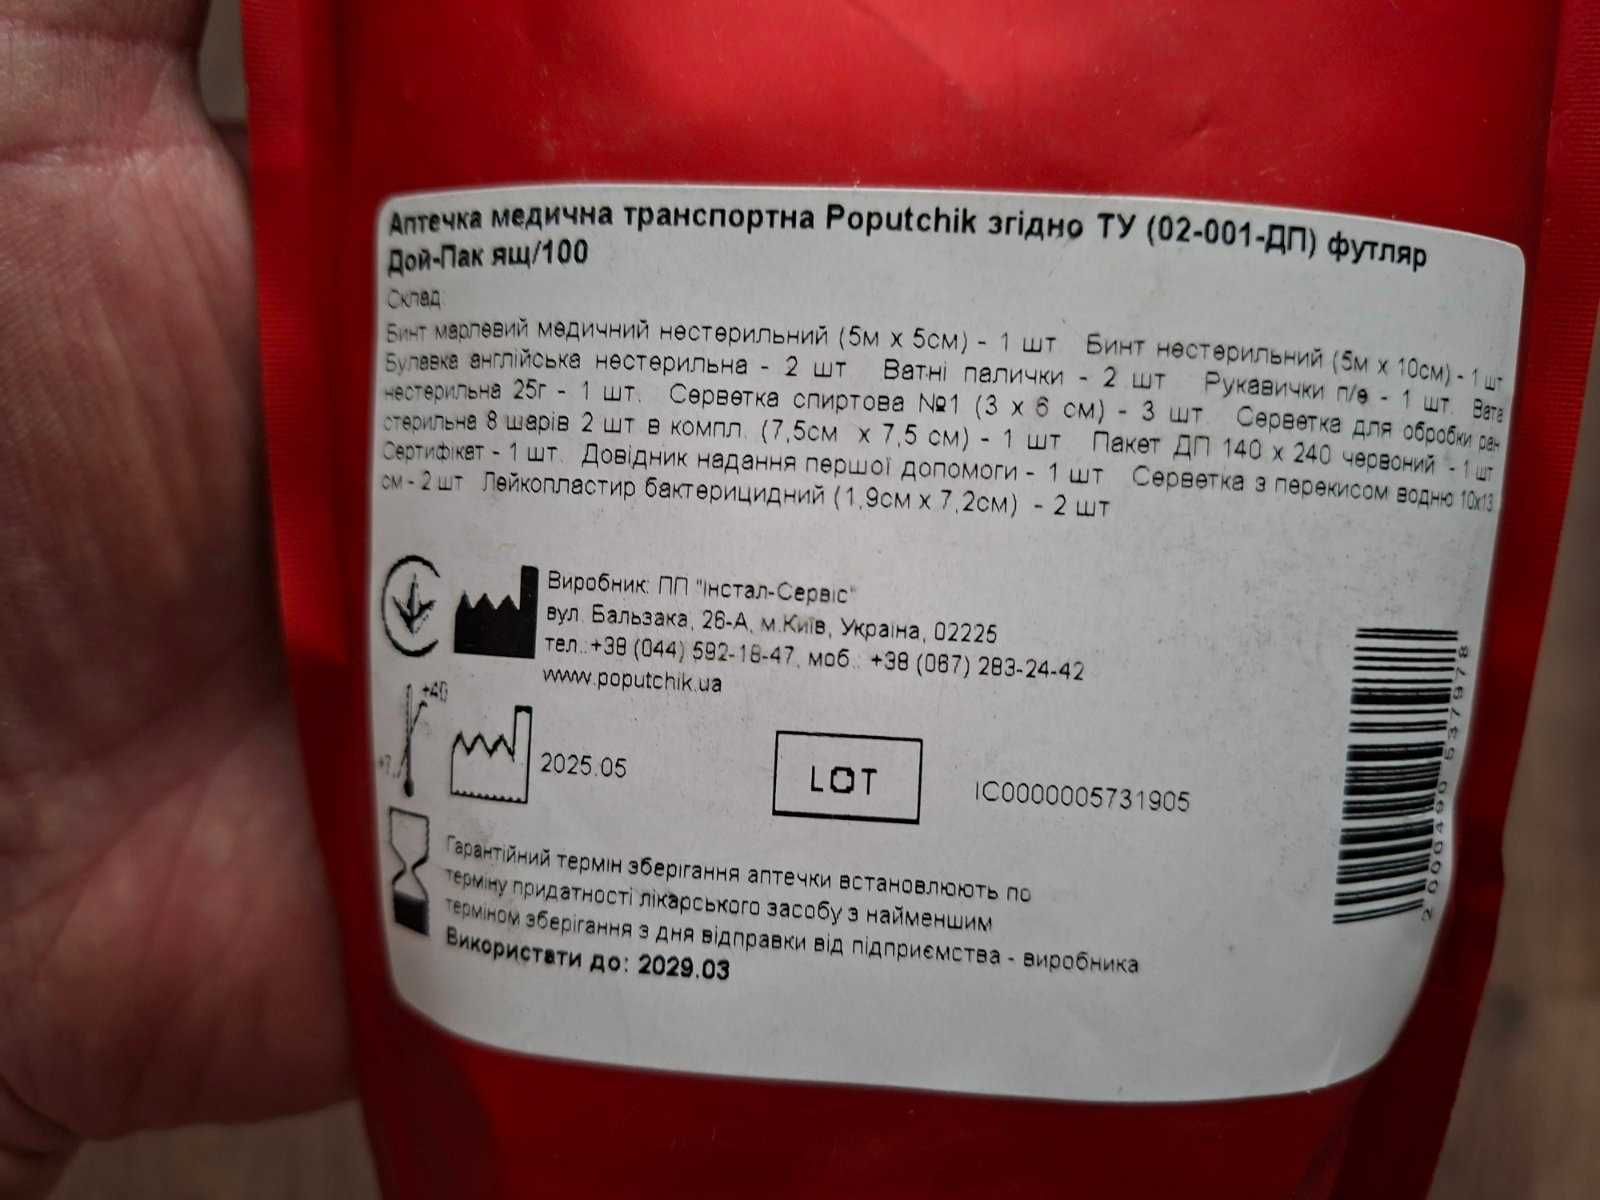 Аптечка медична транспортна Poputchik згідно ТУ (02-001-ДП) футляр
Дой-Пак ящ/100
Склад:
Бинт марлевий медичний нестерильний (5м х 5см) - 1 шт Бинт нестерильний (5м х 10см) - 1 шт
Булавка англійська нестерильна - 2 шт Ватні палички - 2 шт Рукавички п/е - 1 шт. Вата
нестерильна 25г - 1 шт. Серветка спиртова №1 (3 х 6 см) - 3 шт Серветка для обробки ран
стерильна 8 шарів 2 шт в компл. (7,5см х 7,5 см) - 1 шт Пакет ДП 140 х 240 червоний - 1 шт
Сертифікат - 1 шт. Довідник надання першої допомоги - 1 шт Серветка з перекисом водню 10х13
см - 2 шт Лейкопластир бактерицидний (1,9см х 7,2см) - 2 шт
Виробник: ПП "Інстал-Сервіс"
вул. Бальзака, 26-А, м.Київ, Україна, 02225
тел.:+38 (044) 592-18-47, моб.: +38 (067) 283-24-42
www.poputchik.ua
+40
2025.05
LOT
IC0000005731905
Гарантійний термін зберігання аптечки встановлюють по
терміну придатності лікарського засобу з найменшим
терміном зберігання з дня відправки від підприємства - виробника
Використати до: 2029.03
20006490 537978